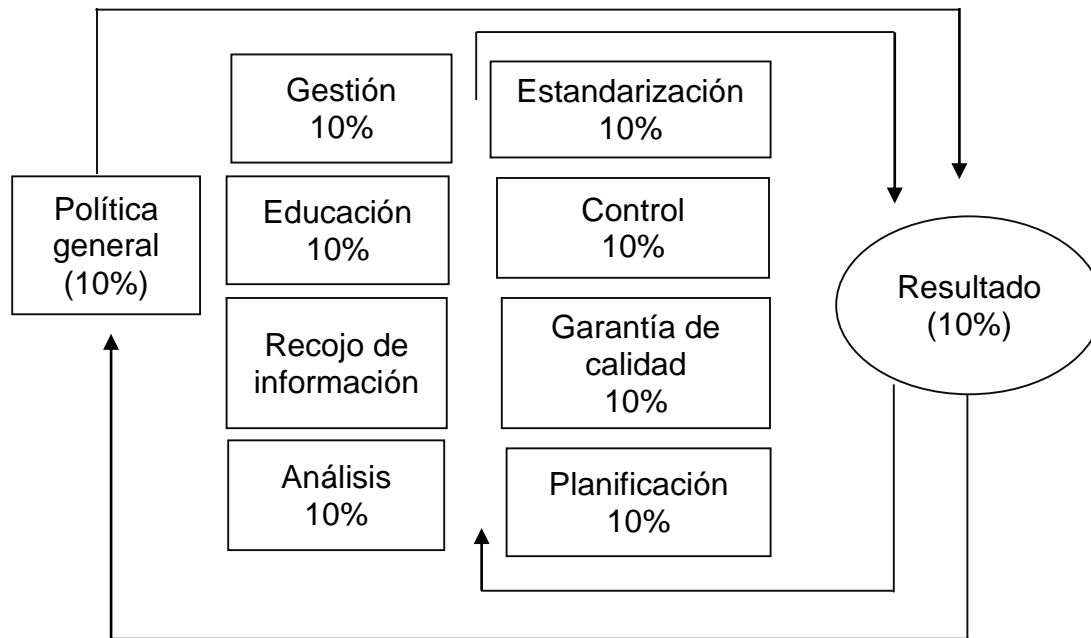 Gestión
10%
Estandarización
10%
Política
general
(10%)
Educación
10%
Control
10%
Resultado
(10%)
Recojo de
información
Garantía de
calidad
10%
Análisis
10%
Planificación
10%